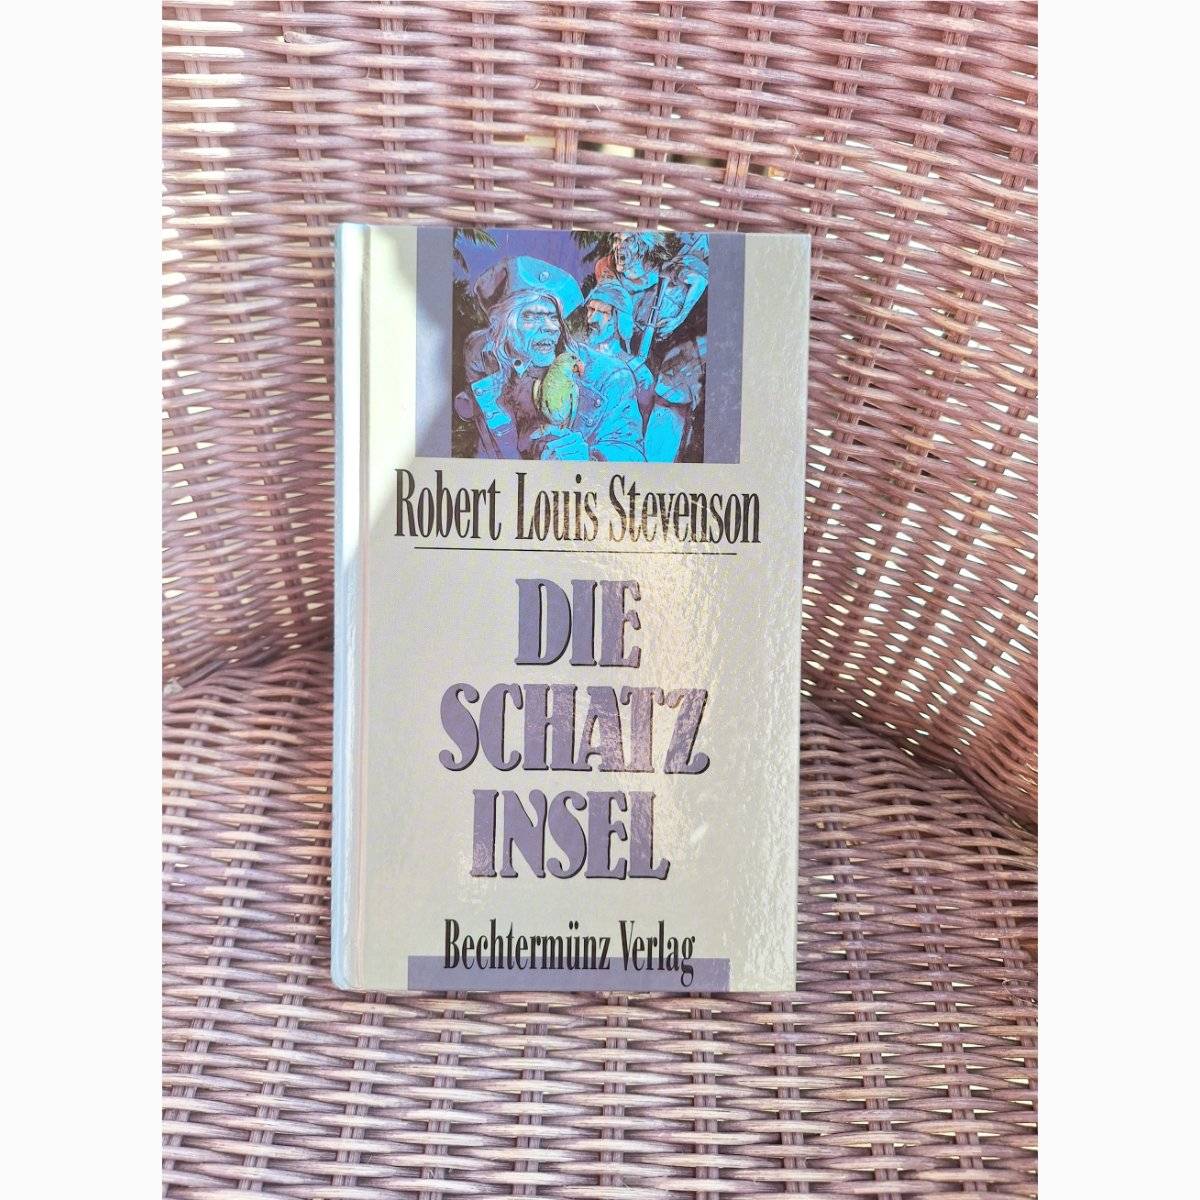 Robert Louis Stevenson
DIE
SCHATZ
INSEL
Bechtermünz Verlag